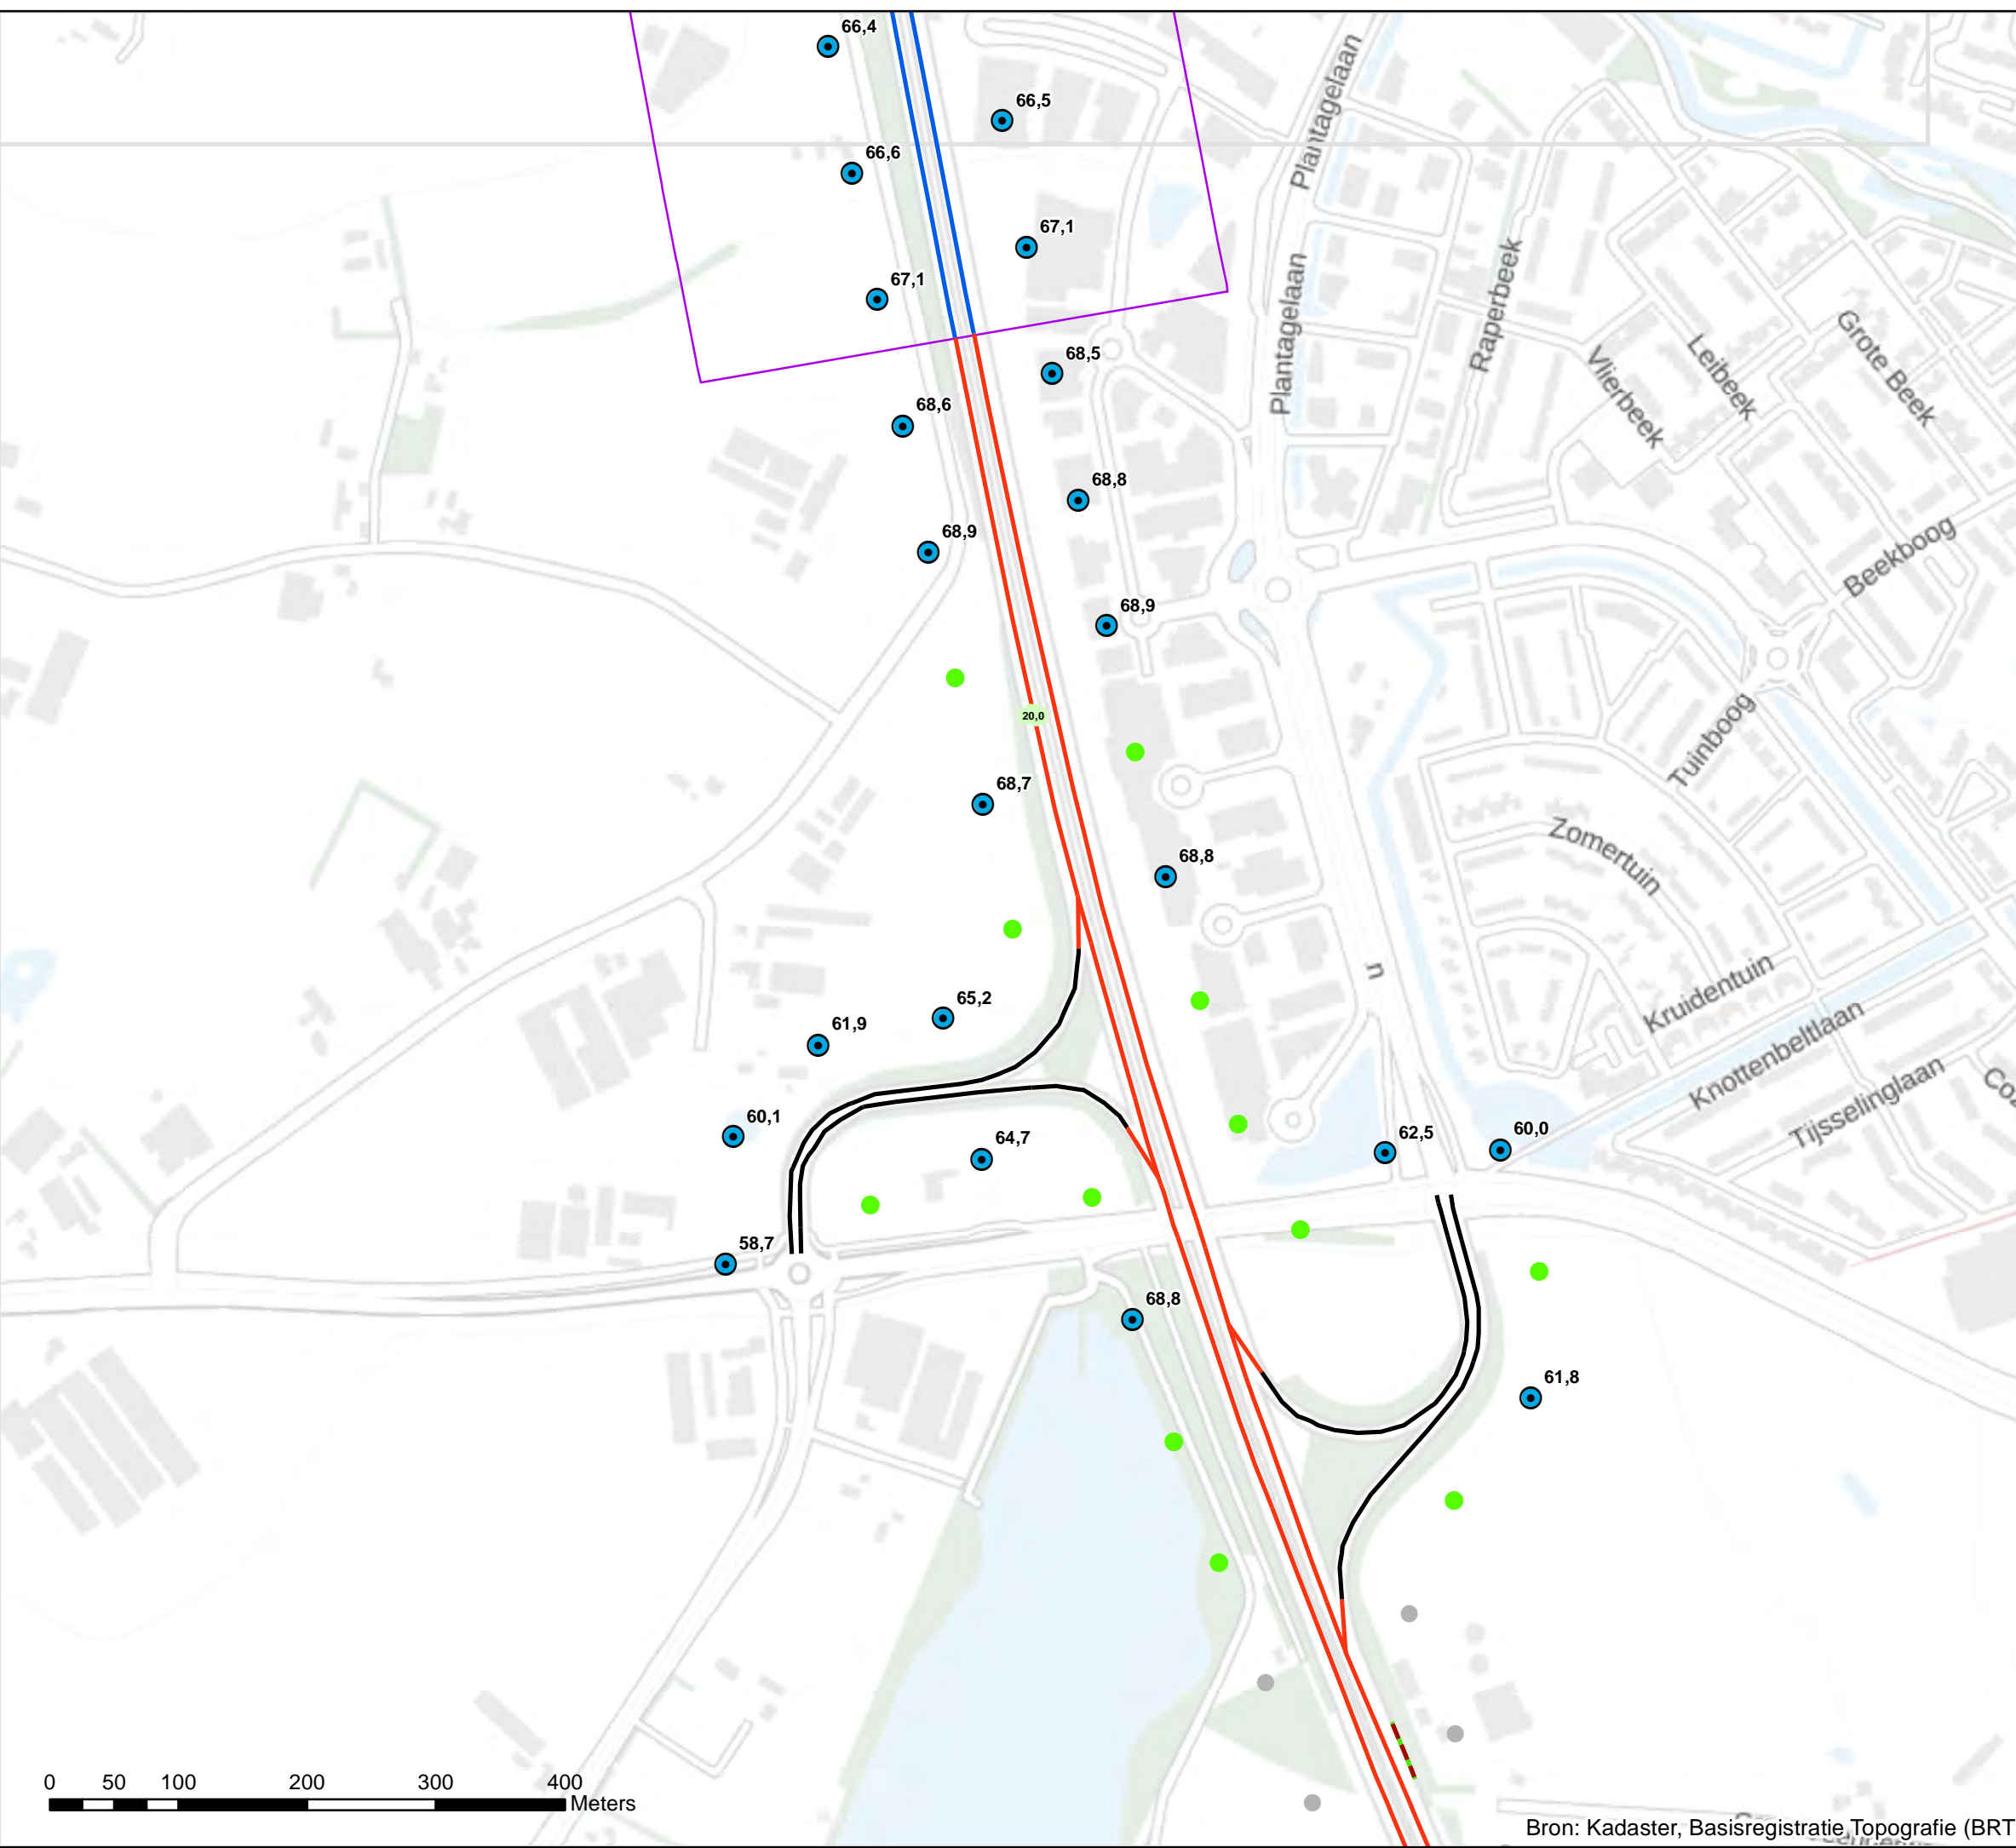 66,4
66,5
66,6
67,1
67,1
68,5
68,6
68,8
68,9
68,9
20,0
68,7
68,8
65,2
61,9
60,1
64,7
62,5
60,0
58,7
68,8
61,8
Plantagelaan
Plantagelaan
Raperbeek
Vlierbeek
Leibeek
Grote Beek
Beekboog
Tuinboog
Zomertuin
n
Kruidentuin
Knottenbeltlaan
Tijsselinglaan
0 50 100 200 300 400
Meters
Bron: Kadaster, Basisregistratie Topografie (BRT